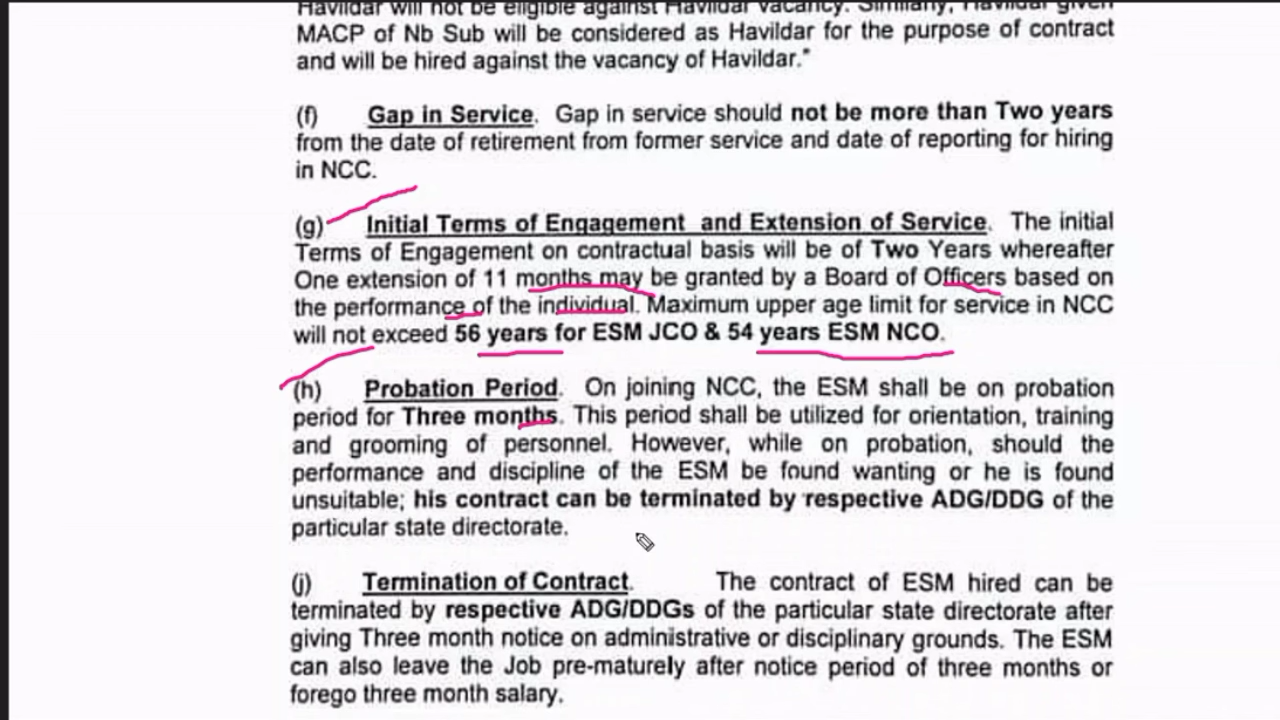 Havildar will not be eligible against Havildar vacancy. Similarly, Havildar given
MACP of Nb Sub will be considered as Havildar for the purpose of contract
and will be hired against the vacancy of Havildar."
(f) Gap in Service. Gap in service should not be more than Two years
from the date of retirement from former service and date of reporting for hiring
in NCC.
(g) Initial Terms of Engagement and Extension of Service. The initial
Terms of Engagement on contractual basis will be of Two Years whereafter
One extension of 11 months may be granted by a Board of Officers based on
the performance of the individual. Maximum upper age limit for service in NCC
will not exceed 56 years for ESM JCO & 54 years ESM NCO.
(h) Probation Period. On joining NCC, the ESM shall be on probation
period for Three months. This period shall be utilized for orientation, training
and grooming of personnel. However, while on probation, should the
performance and discipline of the ESM be found wanting or he is found
unsuitable; his contract can be terminated by respective ADG/DDG of the
particular state directorate.
(j) Termination of Contract. The contract of ESM hired can be
terminated by respective ADG/DDGs of the particular state directorate after
giving Three month notice on administrative or disciplinary grounds. The ESM
can also leave the Job pre-maturely after notice period of three months or
forego three month salary.